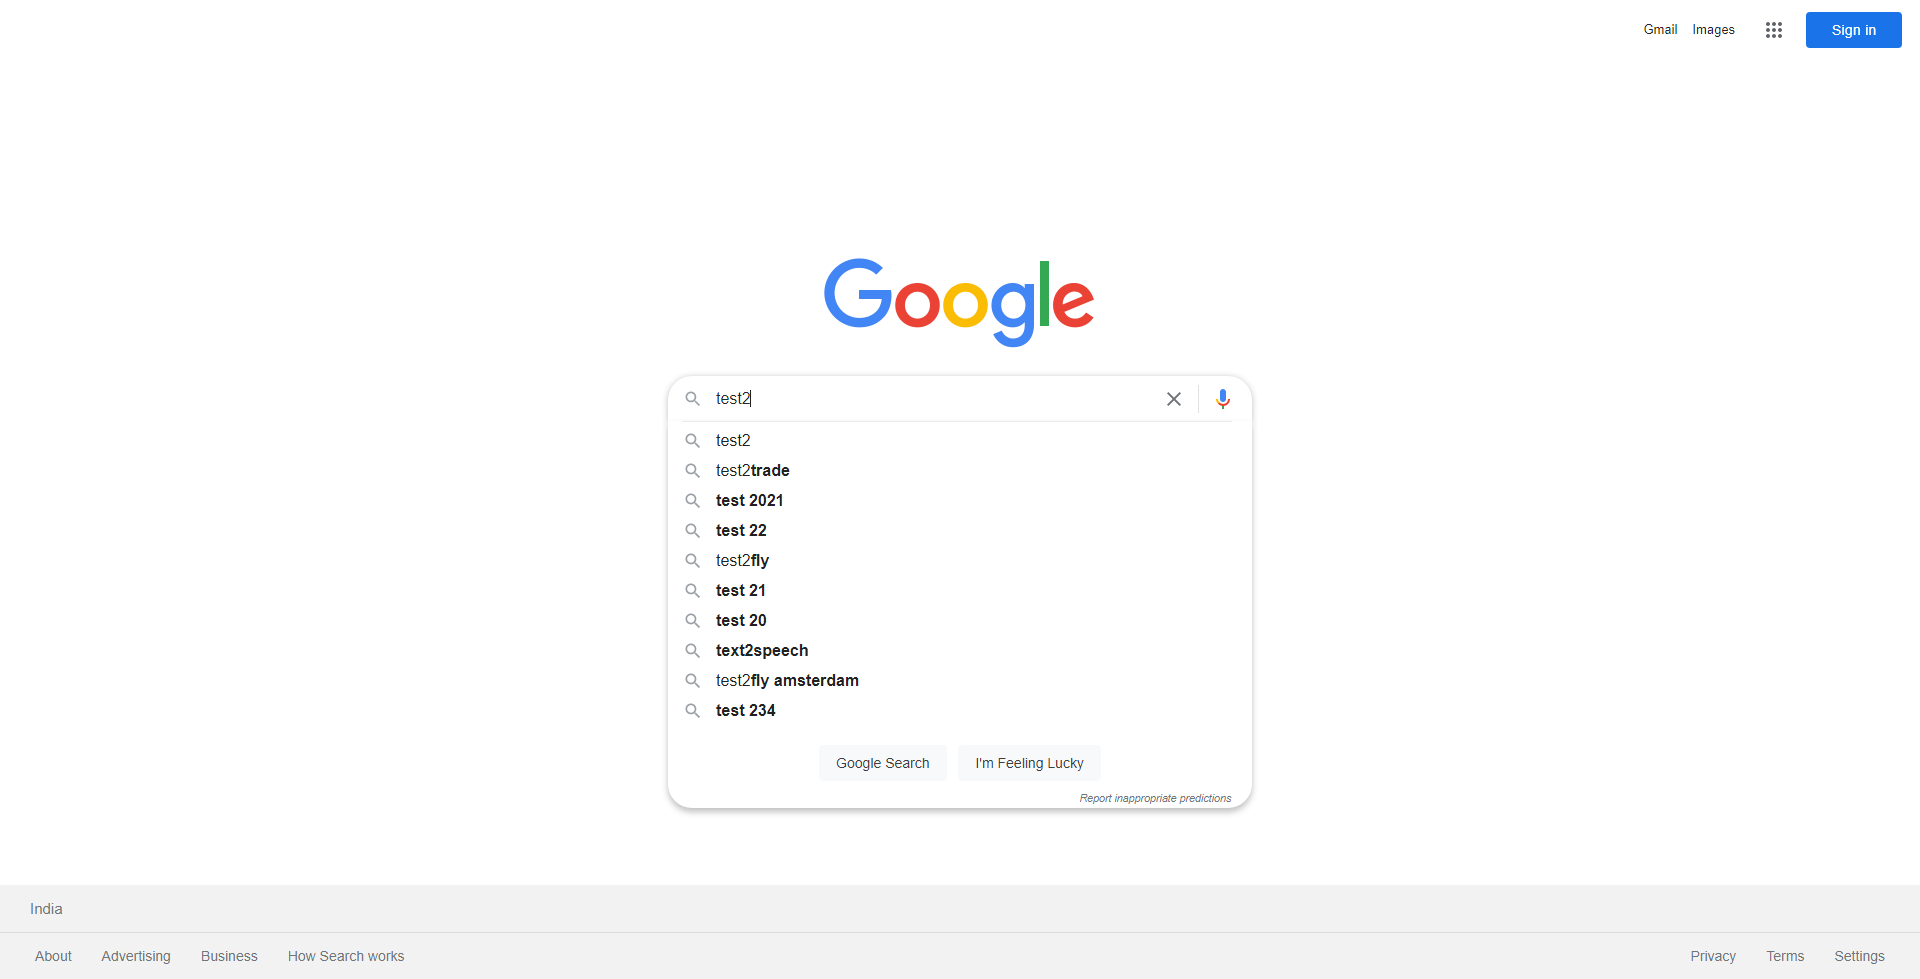 Gmail Images Sign in
Google
test2
test2
test2trade
test 2021
test 22
test2fly
test 21
test 20
text2speech
test2fly amsterdam
test 234
Google Search I'm Feeling Lucky
Report inappropriate predictions
India
About Advertising Business How Search works Privacy Terms Settings